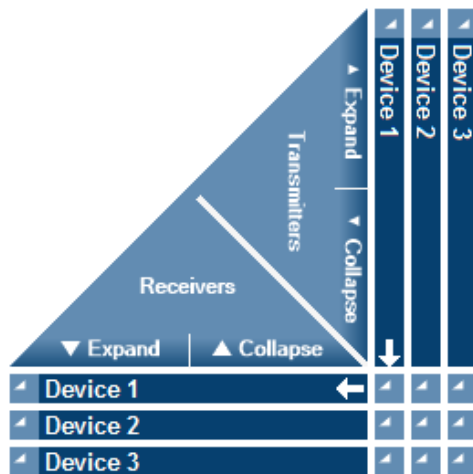 Transmitters
▲ Expand
▼ Collapse
Device 1
Device 2
Device 3
Receivers
▼ Expand
▲ Collapse
Device 1
Device 2
Device 3